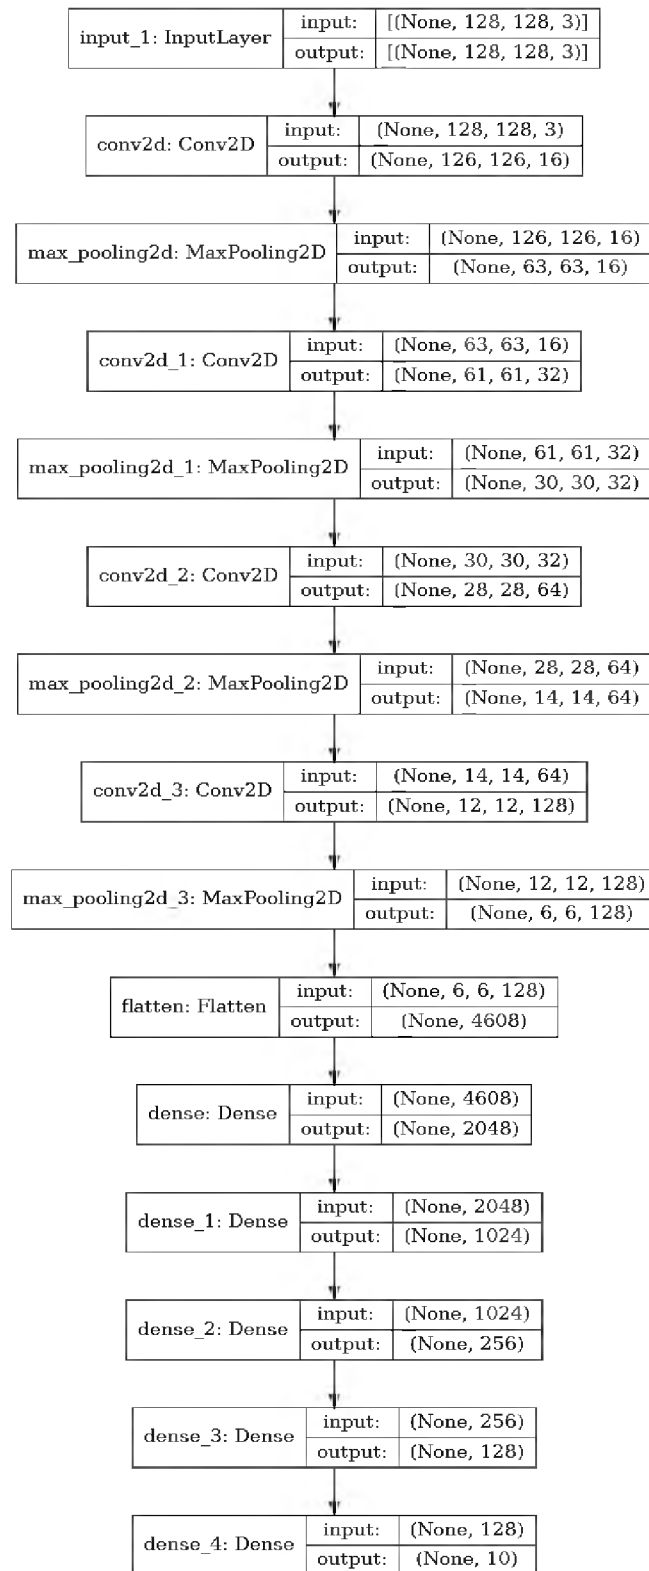 input_1: InputLayer
input: [(None, 128, 128, 3)]
output: [(None, 128, 128, 3)]
conv2d: Conv2D
input: (None, 128, 128, 3)
output: (None, 126, 126, 16)
max_pooling2d: MaxPooling2D
input: (None, 126, 126, 16)
output: (None, 63, 63, 16)
conv2d_1: Conv2D
input: (None, 63, 63, 16)
output: (None, 61, 61, 32)
max_pooling2d_1: MaxPooling2D
input: (None, 61, 61, 32)
output: (None, 30, 30, 32)
conv2d_2: Conv2D
input: (None, 30, 30, 32)
output: (None, 28, 28, 64)
max_pooling2d_2: MaxPooling2D
input: (None, 28, 28, 64)
output: (None, 14, 14, 64)
conv2d_3: Conv2D
input: (None, 14, 14, 64)
output: (None, 12, 12, 128)
max_pooling2d_3: MaxPooling2D
input: (None, 12, 12, 128)
output: (None, 6, 6, 128)
flatten: Flatten
input: (None, 6, 6, 128)
output: (None, 4608)
dense: Dense
input: (None, 4608)
output: (None, 2048)
dense_1: Dense
input: (None, 2048)
output: (None, 1024)
dense_2: Dense
input: (None, 1024)
output: (None, 256)
dense_3: Dense
input: (None, 256)
output: (None, 128)
dense_4: Dense
input: (None, 128)
output: (None, 10)